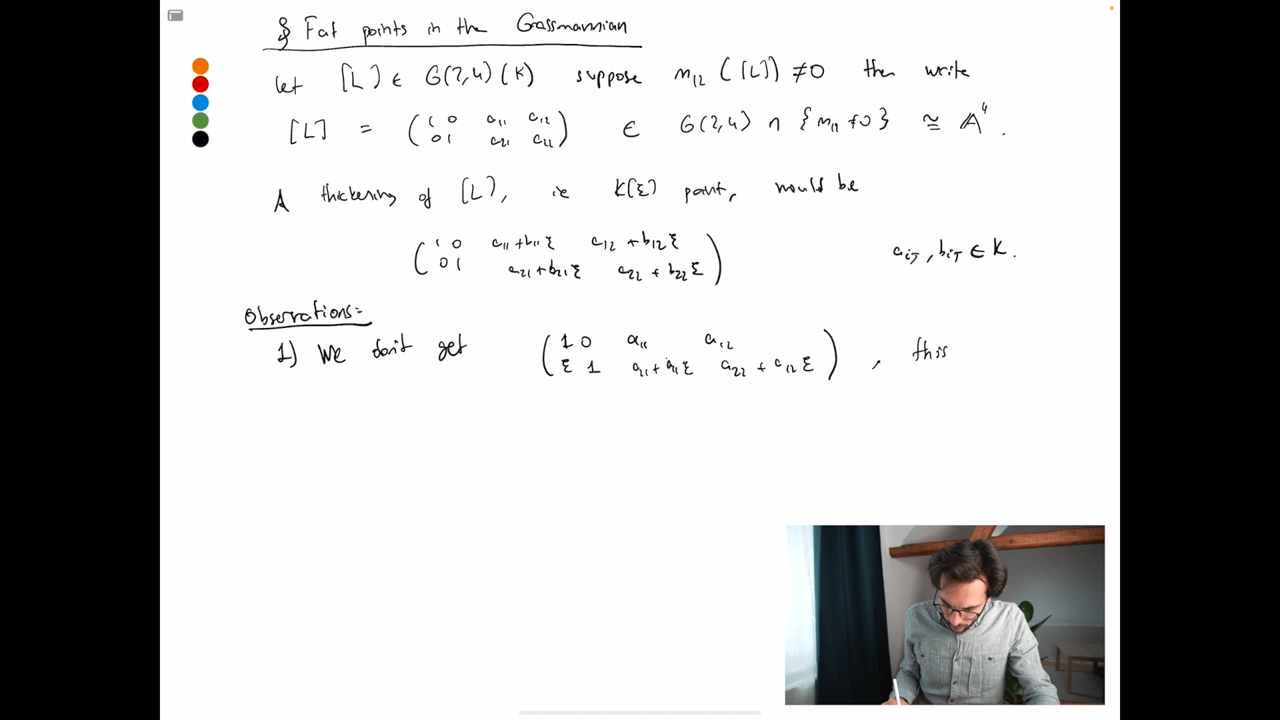 § Fat points in the Grassmannian
Let [L] ∈ G(2,4)(K) suppose m₁₂([L]) ≠ 0 then write
[L] = ( 1 0 a₁₁ a₁₂ ; 0 1 a₂₁ a₂₂ ) ∈ G(2,4) ∩ {m₁₂ ≠ 0} ≅ 𝔸⁴.
A thickening of [L], ie K[ε] point, would be
( 1 0 a₁₁+b₁₁ε a₁₂+b₁₂ε ; 0 1 a₂₁+b₂₁ε a₂₂+b₂₂ε ) aᵢⱼ, bᵢⱼ ∈ K.
Observations:
1) We don't get ( 1 0 a₁₁ a₁₂ ; ε 1 a₂₁+a₁₁ε a₂₂+a₁₂ε ), this